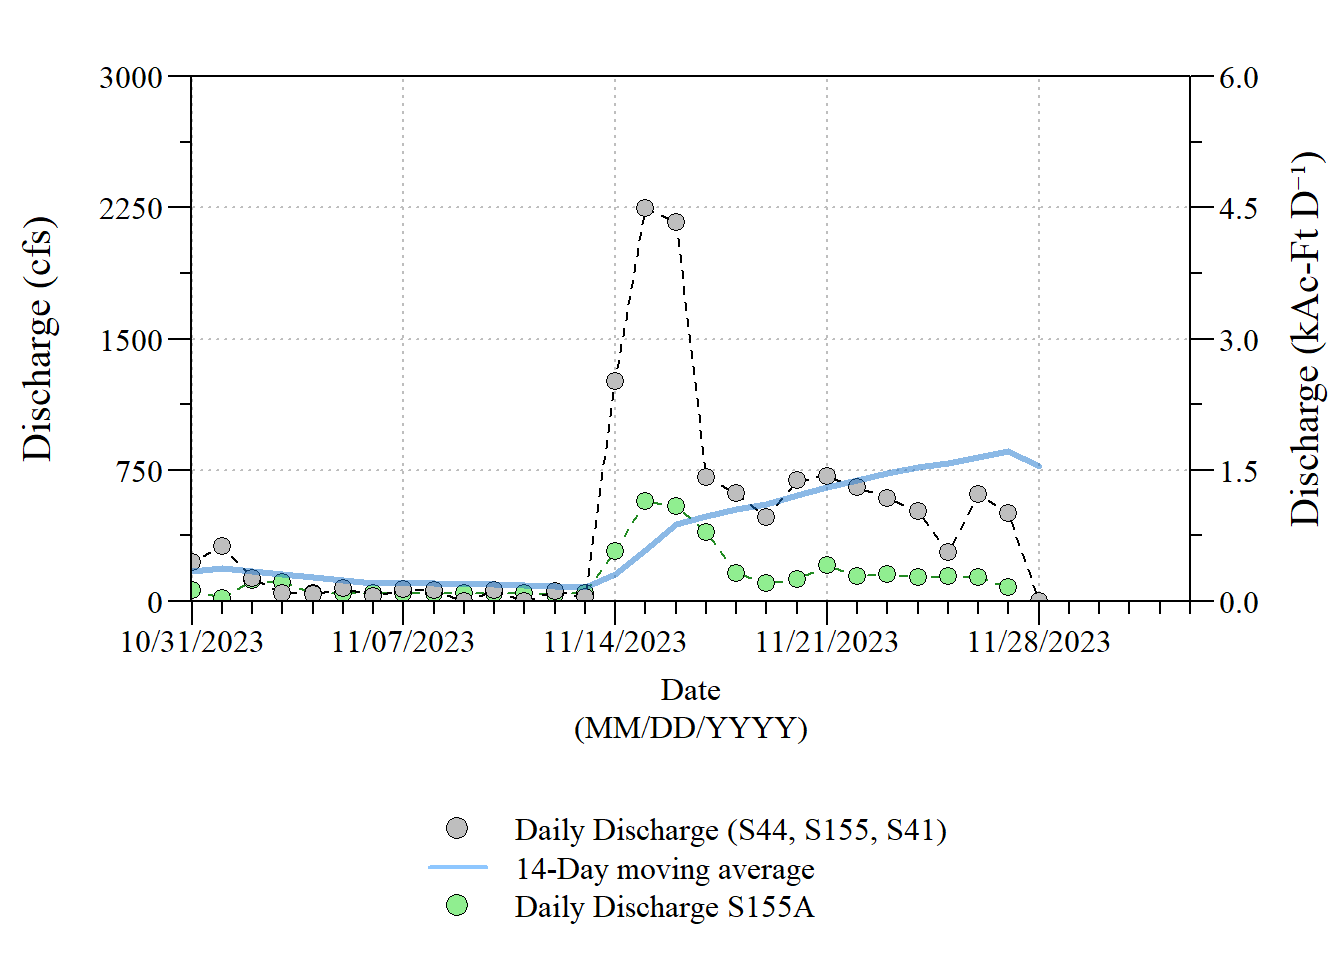 3000
2250
1500
750
0
6.0
4.5
3.0
1.5
0.0
Discharge (cfs)
Discharge (kAc-Ft D⁻¹)
10/31/2023
11/07/2023
11/14/2023
11/21/2023
11/28/2023
Date
(MM/DD/YYYY)
Daily Discharge (S44, S155, S41)
14-Day moving average
Daily Discharge S155A